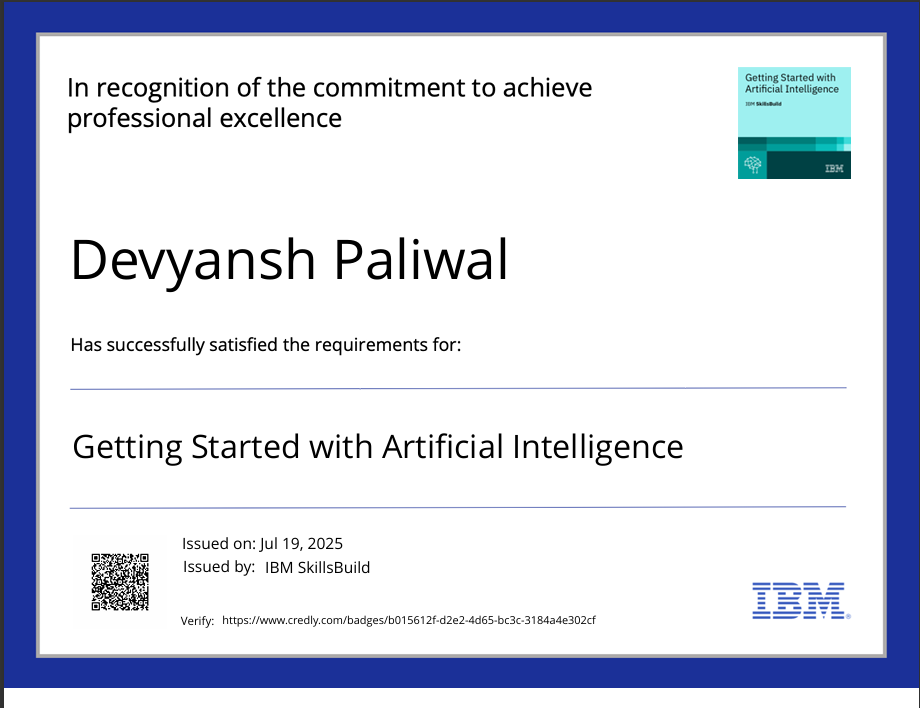 In recognition of the commitment to achieve
professional excellence
Getting Started with
Artificial Intelligence
IBM SkillsBuild
IBM
Devyansh Paliwal
Has successfully satisfied the requirements for:
Getting Started with Artificial Intelligence
Issued on: Jul 19, 2025
Issued by: IBM SkillsBuild
Verify: https://www.credly.com/badges/b015612f-d2e2-4d65-bc3c-3184a4e302cf
IBM®